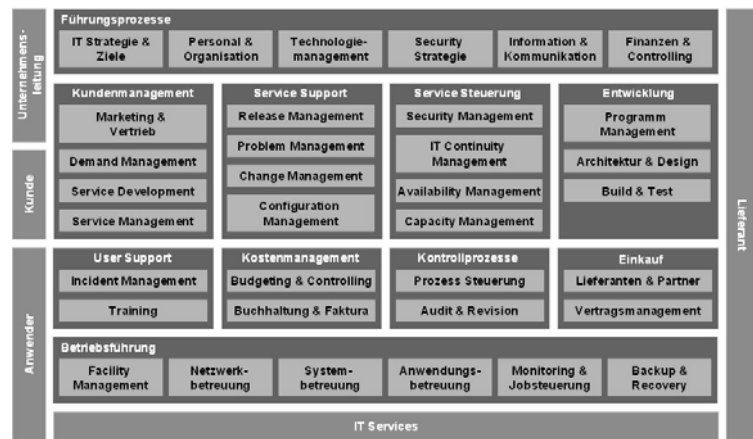 Führungsprozesse
IT Strategie &
Ziele
Personal &
Organisation
Technologie-
management
Security
Strategie
Information &
Kommunikation
Finanzen &
Controlling
Unternehmens-
leitung
Kundenmanagement
Marketing &
Vertrieb
Demand Management
Service Development
Service Management
Service Support
Release Management
Problem Management
Change Management
Configuration
Management
Service Steuerung
Security Management
IT Continuity
Management
Availability Management
Capacity Management
Entwicklung
Programm
Management
Architektur & Design
Build & Test
Kunde
User Support
Incident Management
Training
Kostenmanagement
Budgeting & Controlling
Buchhaltung & Faktura
Kontrollprozesse
Prozess Steuerung
Audit & Revision
Einkauf
Lieferanten & Partner
Vertragsmanagement
Anwender
Betriebsführung
Facility
Management
Netzwerk-
betreuung
System-
betreuung
Anwendungs-
betreuung
Monitoring &
Jobsteuerung
Backup &
Recovery
IT Services
Lieferant